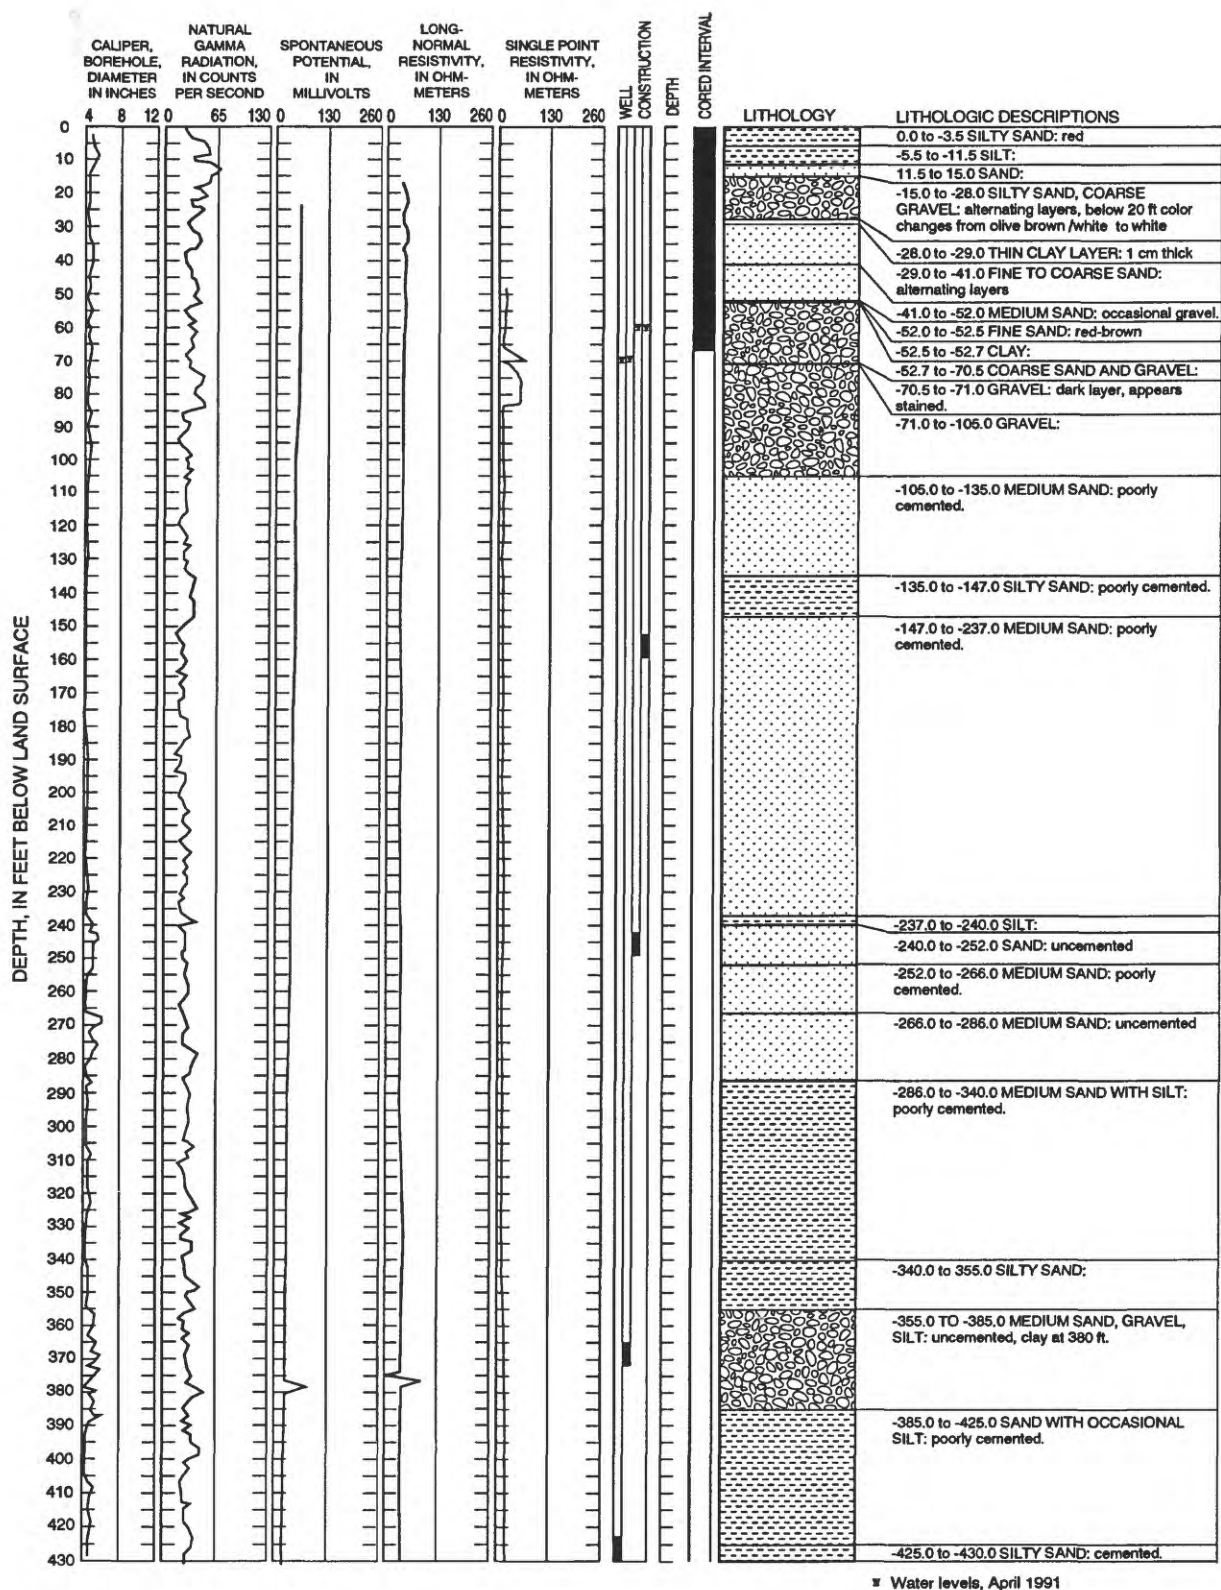 CALIPER,
BOREHOLE,
DIAMETER
IN INCHES
4 8 12
NATURAL
GAMMA
RADIATION,
IN COUNTS
PER SECOND
0 65 130
SPONTANEOUS
POTENTIAL,
IN
MILLIVOLTS
0 130 260
LONG-
NORMAL
RESISTIVITY,
IN OHM-
METERS
0 130 260
SINGLE POINT
RESISTIVITY,
IN OHM-
METERS
0 130 260
WELL
CONSTRUCTION
DEPTH
CORED INTERVAL
LITHOLOGY
LITHOLOGIC DESCRIPTIONS
DEPTH, IN FEET BELOW LAND SURFACE
0
10
20
30
40
50
60
70
80
90
100
110
120
130
140
150
160
170
180
190
200
210
220
230
240
250
260
270
280
290
300
310
320
330
340
350
360
370
380
390
400
410
420
430
0.0 to -3.5 SILTY SAND: red
-5.5 to -11.5 SILT:
11.5 to 15.0 SAND:
-15.0 to -28.0 SILTY SAND, COARSE
GRAVEL: alternating layers, below 20 ft color
changes from olive brown /white to white
-28.0 to -29.0 THIN CLAY LAYER: 1 cm thick
-29.0 to -41.0 FINE TO COARSE SAND:
alternating layers
-41.0 to -52.0 MEDIUM SAND: occasional gravel.
-52.0 to -52.5 FINE SAND: red-brown
-52.5 to -52.7 CLAY:
-52.7 to -70.5 COARSE SAND AND GRAVEL:
-70.5 to -71.0 GRAVEL: dark layer, appears
stained.
-71.0 to -105.0 GRAVEL:
-105.0 to -135.0 MEDIUM SAND: poorly
cemented.
-135.0 to -147.0 SILTY SAND: poorly cemented.
-147.0 to -237.0 MEDIUM SAND: poorly
cemented.
-237.0 to -240.0 SILT:
-240.0 to -252.0 SAND: uncemented
-252.0 to -266.0 MEDIUM SAND: poorly
cemented.
-266.0 to -286.0 MEDIUM SAND: uncemented
-286.0 to -340.0 MEDIUM SAND WITH SILT:
poorly cemented.
-340.0 to 355.0 SILTY SAND:
-355.0 TO -385.0 MEDIUM SAND, GRAVEL,
SILT: uncemented, clay at 380 ft.
-385.0 to -425.0 SAND WITH OCCASIONAL
SILT: poorly cemented.
-425.0 to -430.0 SILTY SAND: cemented.
Water levels, April 1991